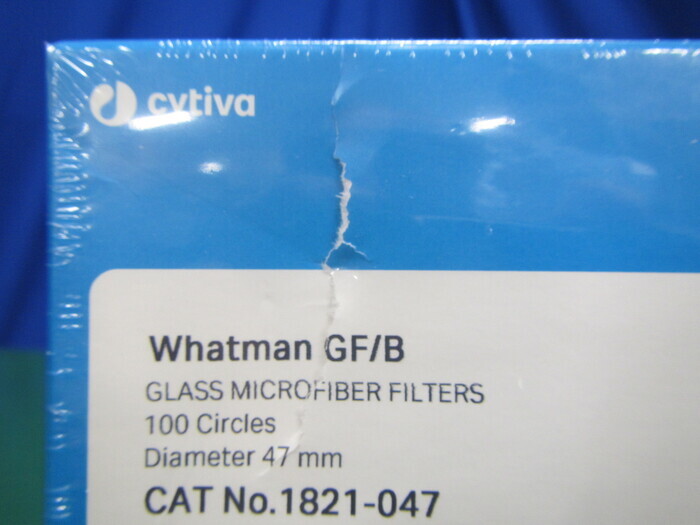 cytiva
Whatman GF/B
GLASS MICROFIBER FILTERS
100 Circles
Diameter 47 mm
CAT No.1821-047